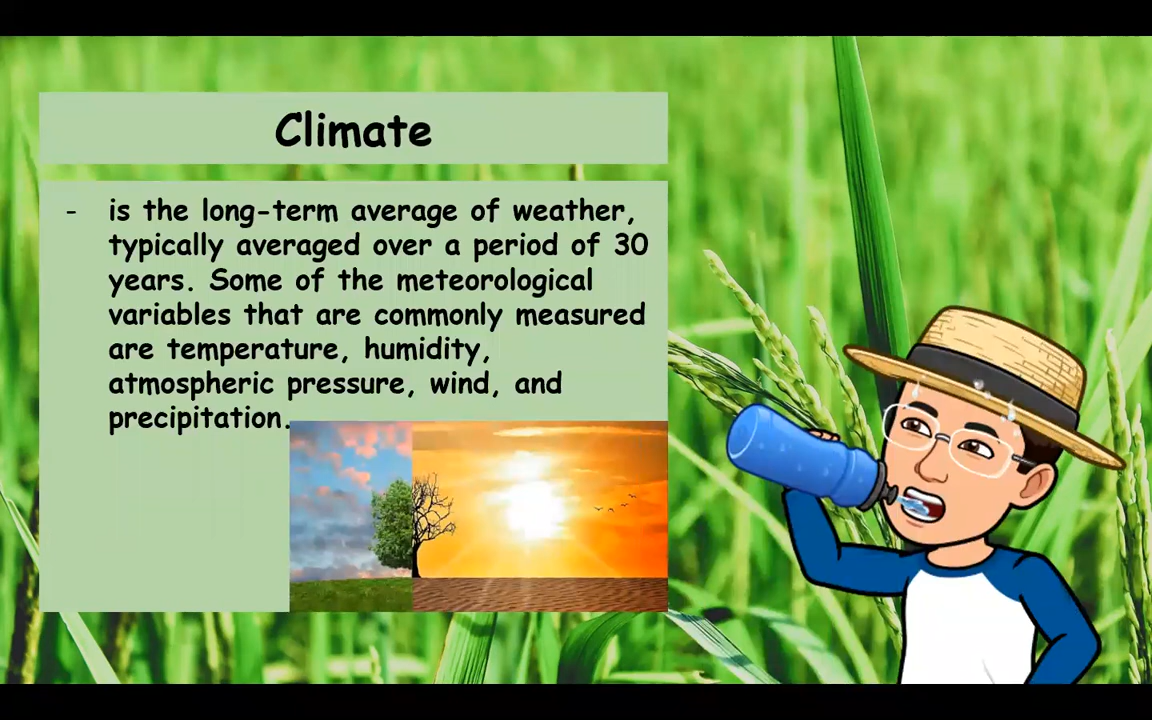 Climate
- is the long-term average of weather,
typically averaged over a period of 30
years. Some of the meteorological
variables that are commonly measured
are temperature, humidity,
atmospheric pressure, wind, and
precipitation.